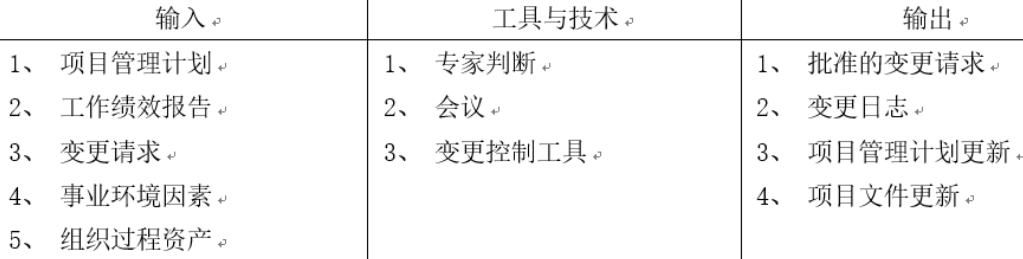 输入 工具与技术 输出
1、 项目管理计划 1、 专家判断 1、 批准的变更请求
2、 工作绩效报告 2、 会议 2、 变更日志
3、 变更请求 3、 变更控制工具 3、 项目管理计划更新
4、 事业环境因素 4、 项目文件更新
5、 组织过程资产